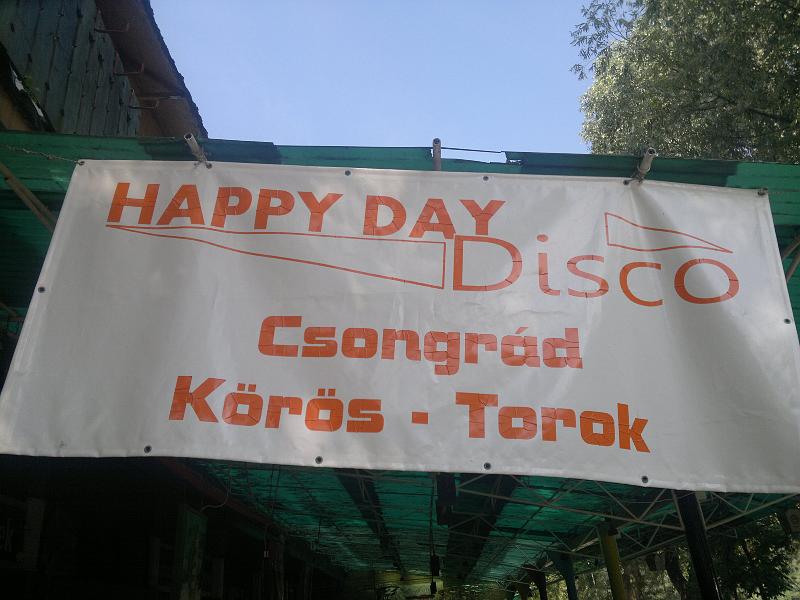 HAPPY DAY
Disco
Csongrád
Körös - Torok